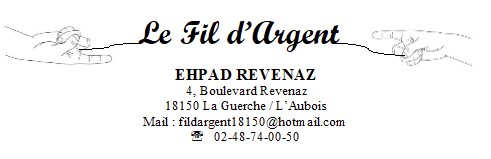 Le Fil d'Argent
EHPAD REVENAZ
4, Boulevard Revenaz
18150 La Guerche / L'Aubois
Mail : fildargent18150@hotmail.com
☎ 02-48-74-00-50